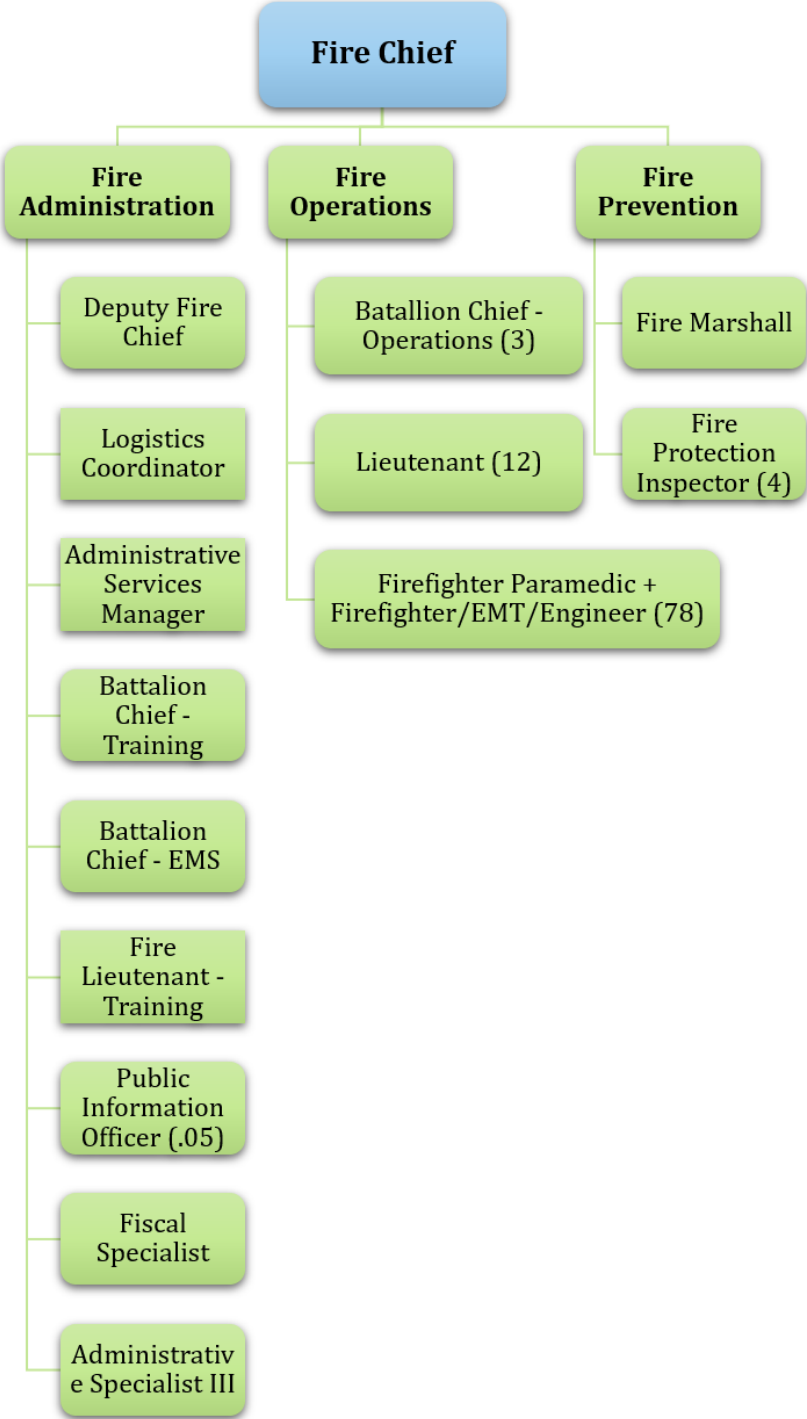 Fire Chief
Fire
Administration
Deputy Fire
Chief
Logistics
Coordinator
Administrative
Services
Manager
Battalion
Chief -
Training
Battalion
Chief - EMS
Fire
Lieutenant -
Training
Public
Information
Officer (.05)
Fiscal
Specialist
Administrativ
e Specialist III
Fire
Operations
Batallion Chief -
Operations (3)
Lieutenant (12)
Firefighter Paramedic +
Firefighter/EMT/Engineer (78)
Fire
Prevention
Fire Marshall
Fire
Protection
Inspector (4)